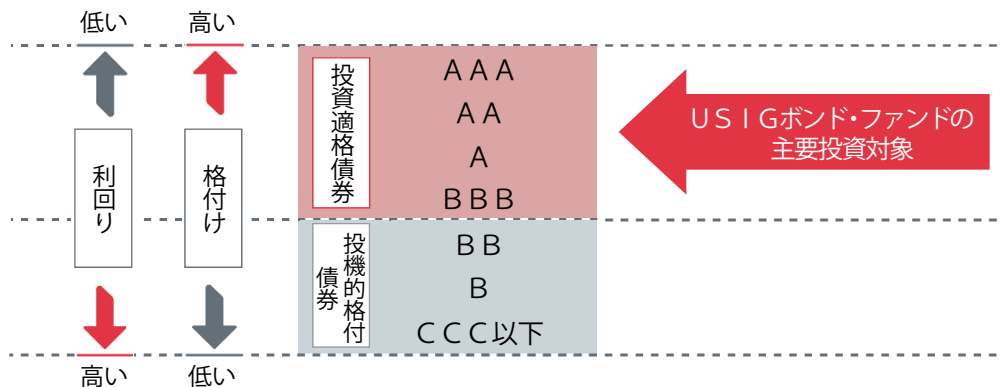 低い
高い
利回り
格付け
高い
低い
投資適格債券
ＡＡＡ
ＡＡ
Ａ
ＢＢＢ
投機的格付
債券
ＢＢ
Ｂ
ＣＣＣ以下
ＵＳＩＧボンド・ファンドの
主要投資対象